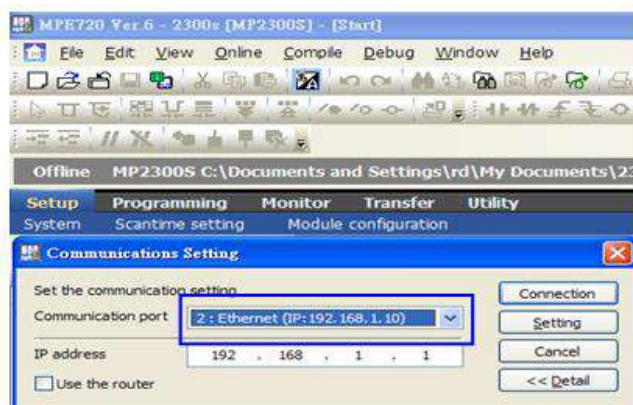 MPE720 Ver.6 - 2300s [MP2300S] - [Start]
File Edit View Online Compile Debug Window Help
Offline MP2300S C:\Documents and Settings\rd\My Documents\23
Setup Programming Monitor Transfer Utility
System Scantime setting Module configuration
Communications Setting
Set the communication setting
Connection
Communication port 2 : Ethernet (IP:192.168.1.10)
Setting
IP address 192 . 168 . 1 . 1
Cancel
Use the router
<< Detail